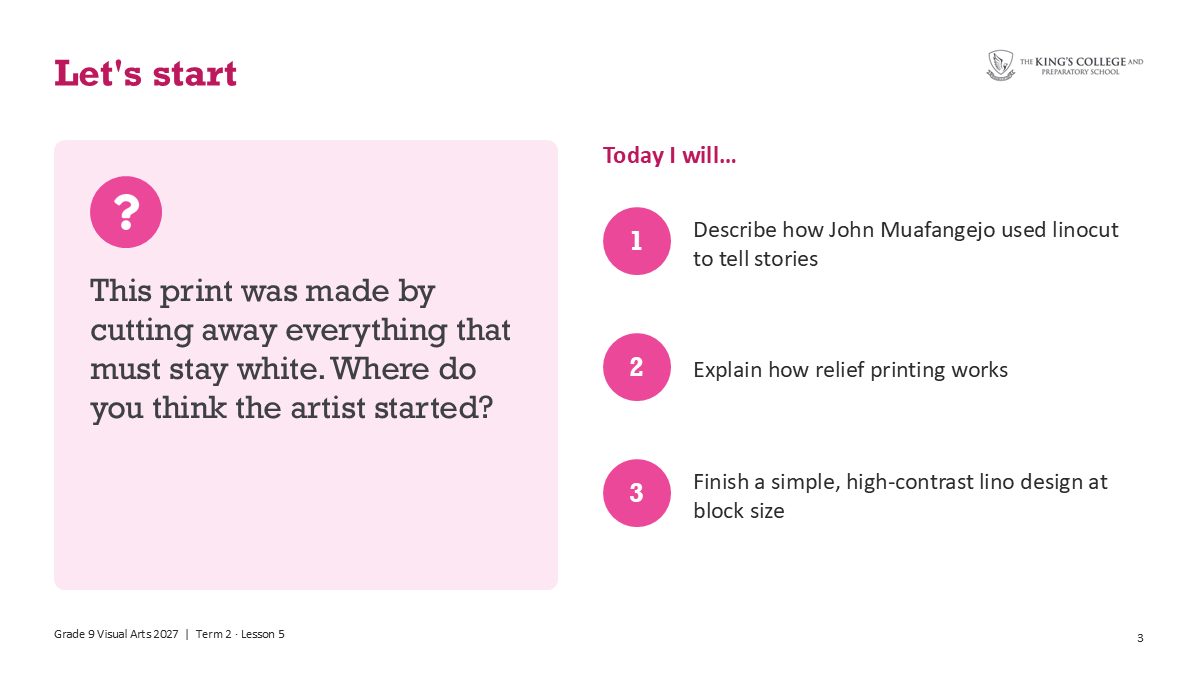 Let's start
THE KING'S COLLEGE AND
PREPARATORY SCHOOL
?
This print was made by
cutting away everything that
must stay white. Where do
you think the artist started?
Today I will...
1
Describe how John Muafangejo used linocut
to tell stories
2
Explain how relief printing works
3
Finish a simple, high-contrast lino design at
block size
Grade 9 Visual Arts 2027 | Term 2 · Lesson 5
3